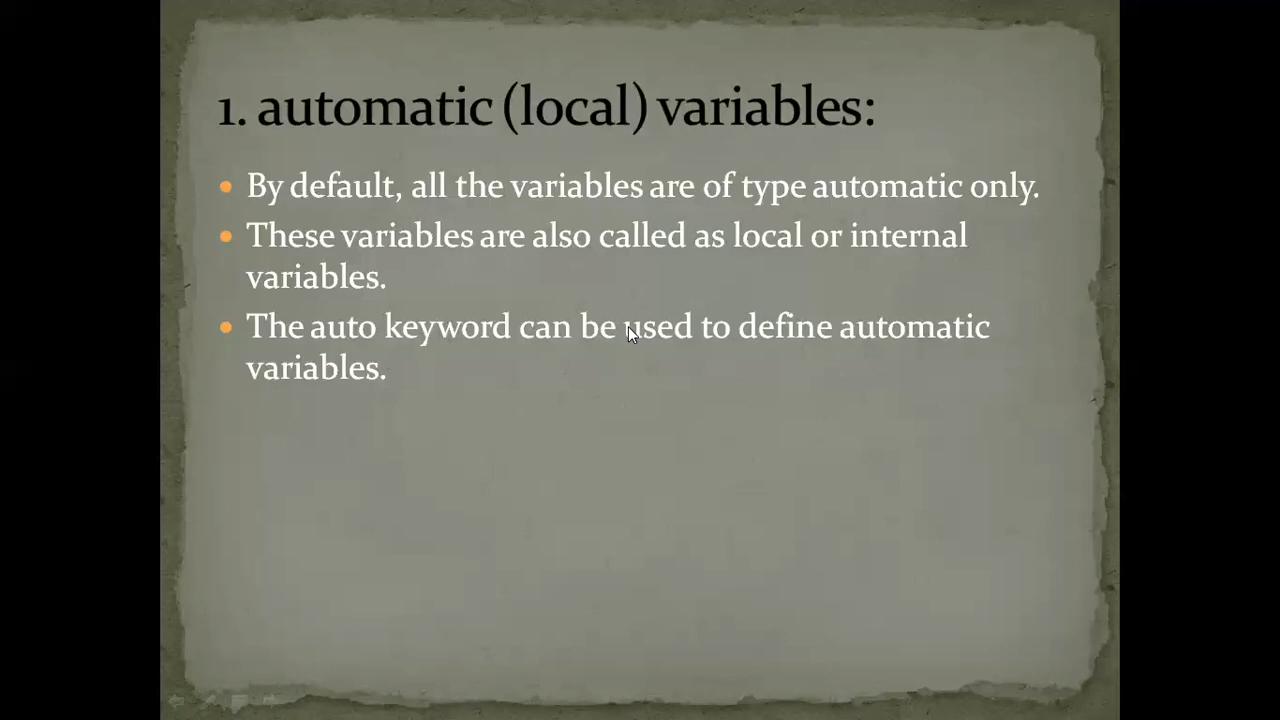 1. automatic (local) variables:
• By default, all the variables are of type automatic only.
• These variables are also called as local or internal
variables.
• The auto keyword can be used to define automatic
variables.